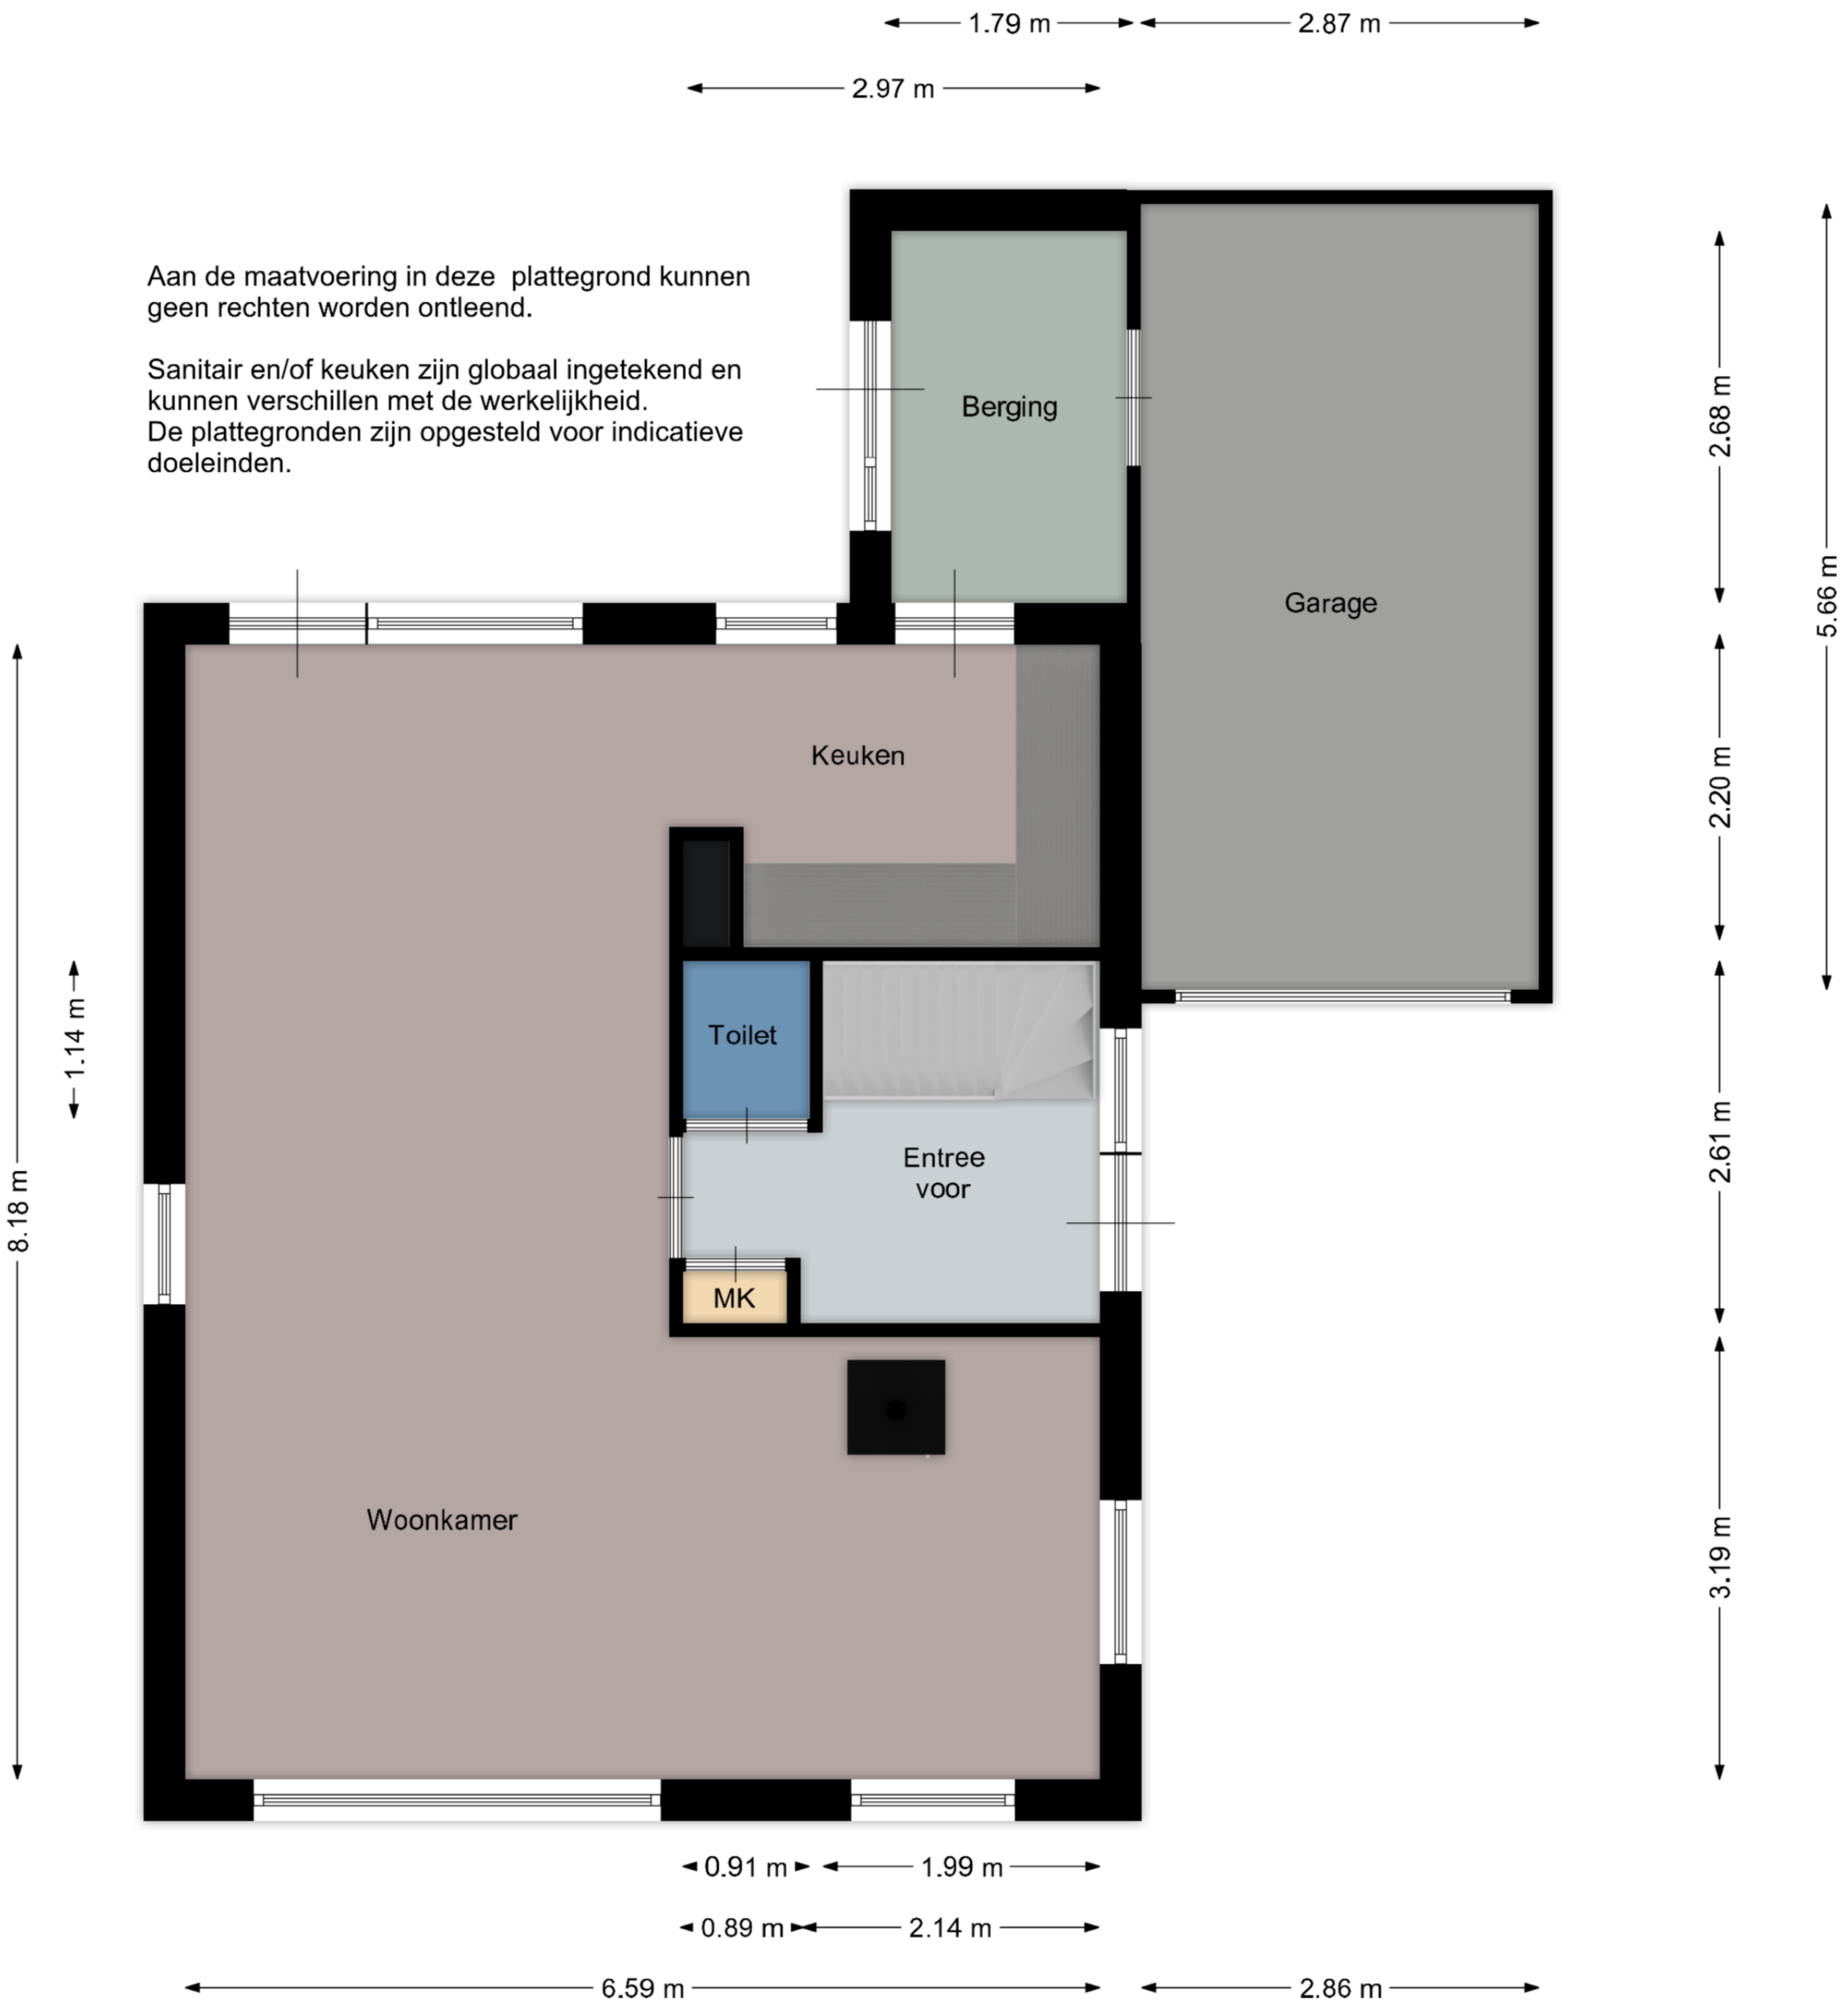 1.79 m
2.87 m
2.97 m
Aan de maatvoering in deze plattegrond kunnen
geen rechten worden ontleend.
Sanitair en/of keuken zijn globaal ingetekend en
kunnen verschillen met de werkelijkheid.
De plattegronden zijn opgesteld voor indicatieve
doeleinden.
Berging
2.68 m
Garage
5.66 m
Keuken
2.20 m
Toilet
1.14 m
Entree
voor
2.61 m
8.18 m
MK
Woonkamer
3.19 m
0.91 m
1.99 m
0.89 m
2.14 m
6.59 m
2.86 m